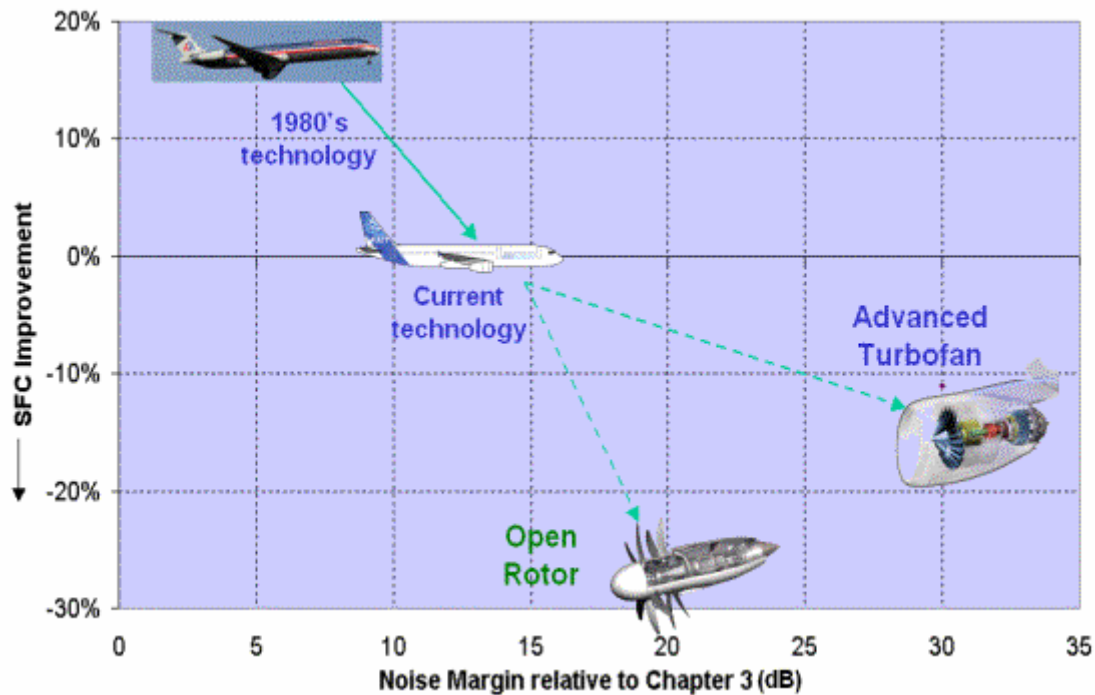 20%
10%
0%
-10%
-20%
-30%
SFC Improvement
1980's
technology
Current
technology
Advanced
Turbofan
Open
Rotor
0 5 10 15 20 25 30 35
Noise Margin relative to Chapter 3 (dB)